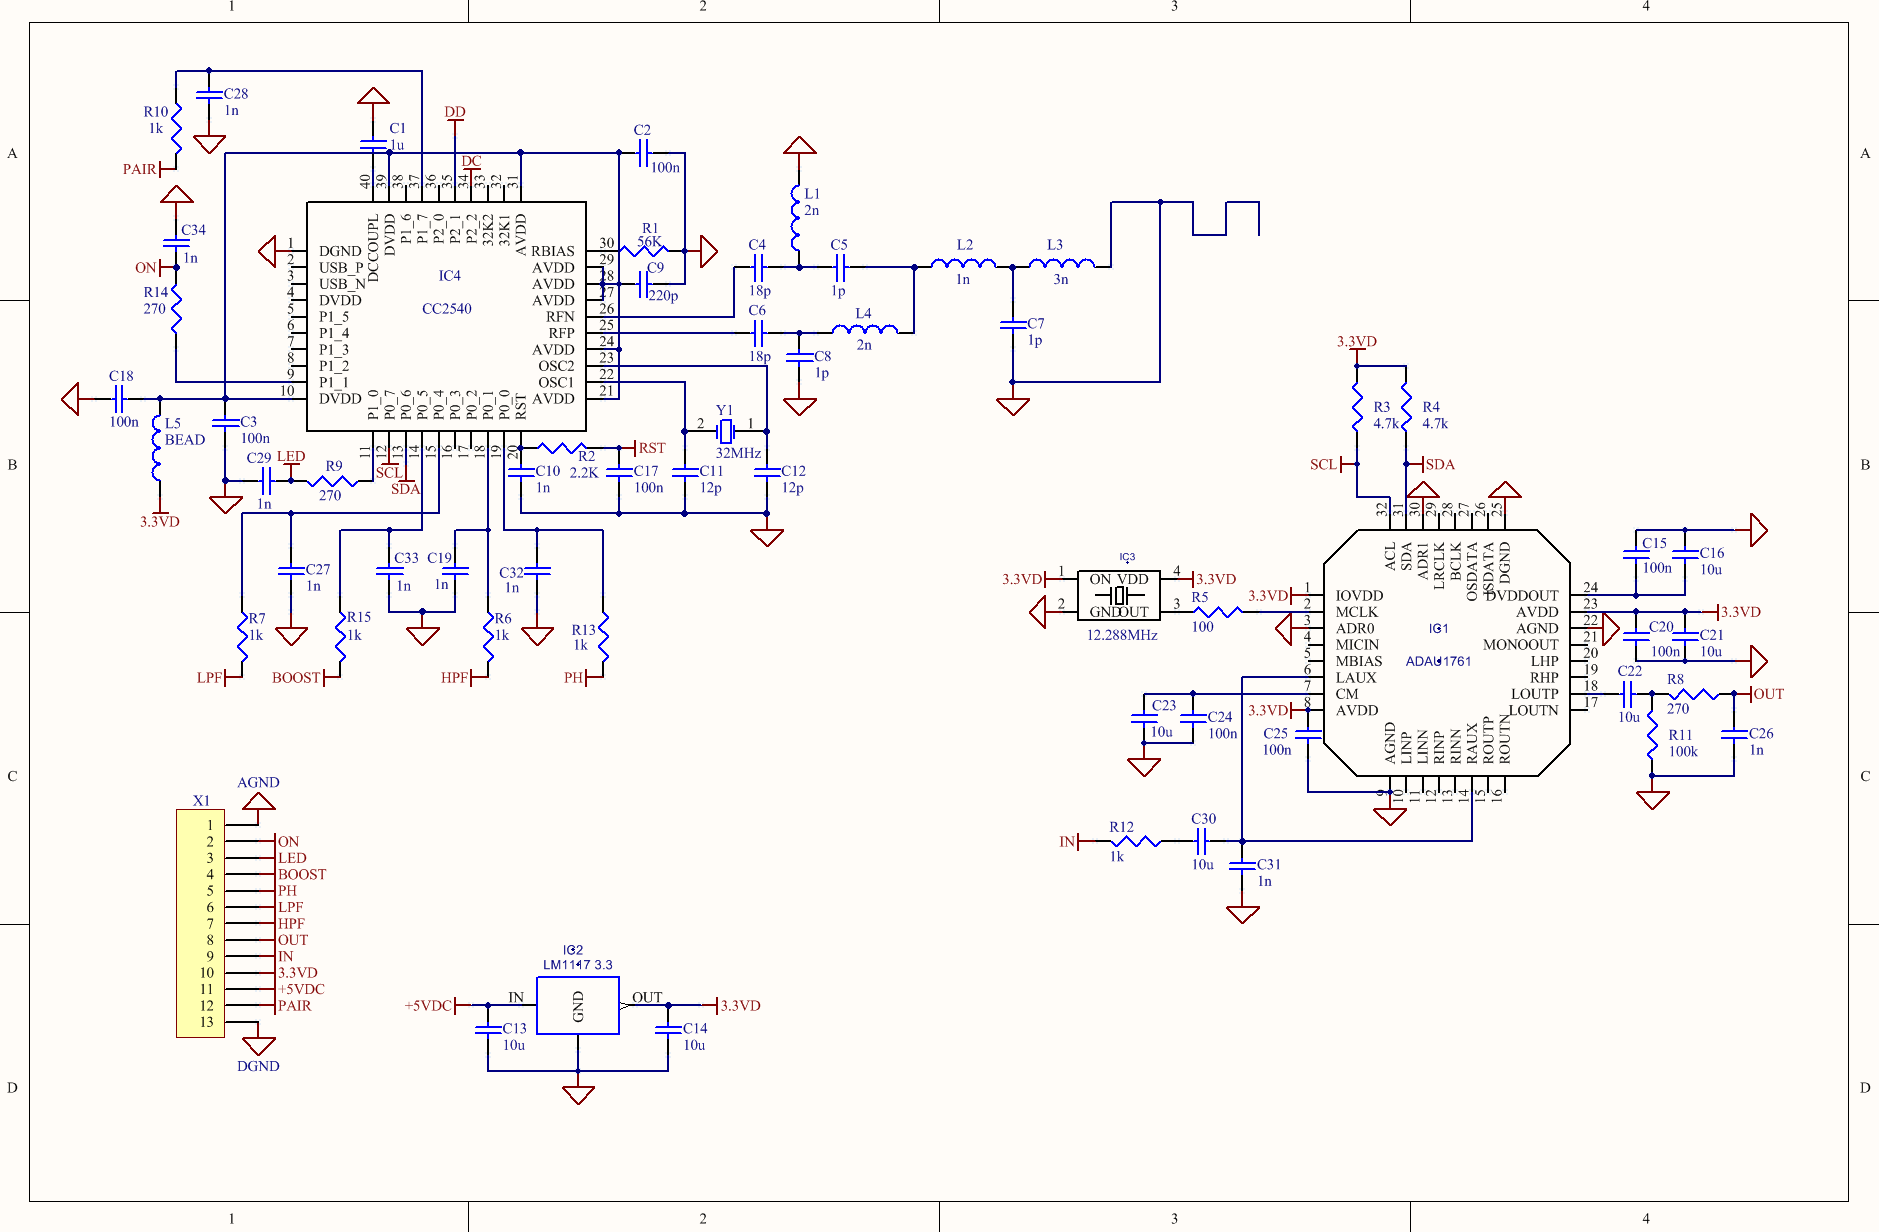 1 2 3 4
A A
B B
C C
D D
1 2 3 4
R10
1k
C28
1n
PAIR
C34
1n
ON
R14
270
C18
100n
L5
BEAD
3.3VD
C3
100n
C29
1n
LED
R9
270
C1
1u
DD
DC
C2
100n
40 39 38 37 36 35 34 33 32 31
DCCOUPL
DVDD
P1_6
P1_7
P2_0
P2_1
P2_2
32K2
32K1
AVDD
1 DGND
2 USB_P
3 USB_N
4 DVDD
5 P1_5
6 P1_4
7 P1_3
8 P1_2
9 P1_1
10 DVDD
IC4
CC2540
RBIAS 30
AVDD 29
AVDD 28
AVDD 27
RFN 26
RFP 25
AVDD 24
OSC2 23
OSC1 22
AVDD 21
P1_0
P0_7
P0_6
P0_5
P0_4
P0_3
P0_2
P0_1
P0_0
RST
11 12 13 14 15 16 17 18 19 20
SCL
SDA
R1
56K
C9
220p
C4
18p
C6
18p
L1
2n
C5
1p
L4
2n
C8
1p
L2
1n
L3
3n
C7
1p
Y1
2 1
32MHz
R2
2.2K
RST
C10
1n
C17
100n
C11
12p
C12
12p
C27
1n
C33
1n
C19
1n
C32
1n
R7
1k
R15
1k
R6
1k
R13
1k
LPF
BOOST
HPF
PH
3.3VD
R3
4.7k
R4
4.7k
SCL
SDA
IC3
3.3VD 1 ON VDD 4 3.3VD
2 GND OUT 3
12.288MHz
R5
100
32 31 30 29 28 27 26 25
ACL
SDA
ADR1
LRCLK
BCLK
OSDATA
ISDATA
DGND
3.3VD
1 IOVDD
2 MCLK
3 ADR0
4 MICIN
5 MBIAS
6 LAUX
7 CM
8 AVDD
3.3VD
IC1
ADAU1761
DVDDOUT 24
AVDD 23
AGND 22
MONOOUT 21
LHP 20
RHP 19
LOUTP 18
LOUTN 17
AGND
LINP
LINN
RINP
RINN
RAUX
ROUTP
ROUTN
9 10 11 12 13 14 15 16
C15
100n
C16
10u
3.3VD
C20
100n
C21
10u
C22
10u
R8
270
OUT
R11
100k
C26
1n
C23
10u
C24
100n
C25
100n
IN
R12
1k
C30
10u
C31
1n
AGND
X1
1
2 ON
3 LED
4 BOOST
5 PH
6 LPF
7 HPF
8 OUT
9 IN
10 3.3VD
11 +5VDC
12 PAIR
13
DGND
IC2
LM1117 3.3
+5VDC IN GND OUT 3.3VD
C13
10u
C14
10u